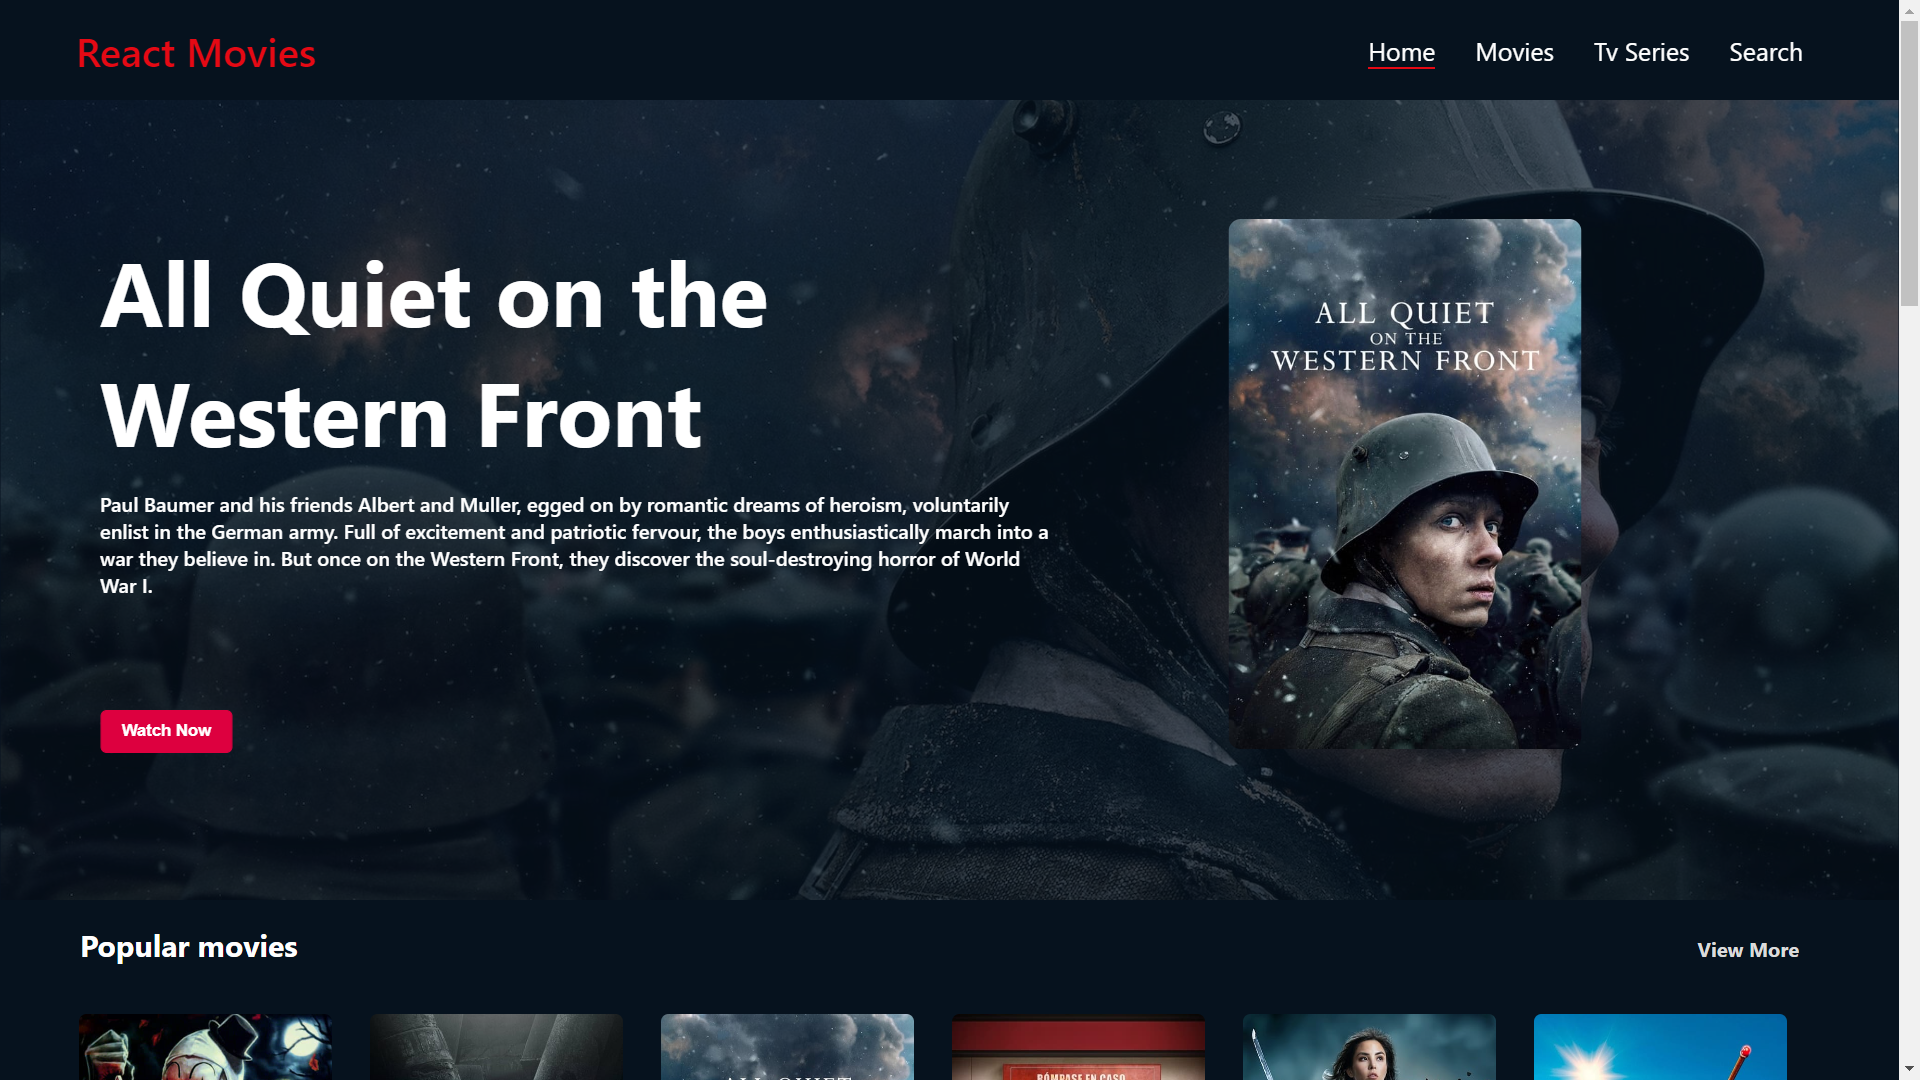 React Movies
Home Movies Tv Series Search
All Quiet on the
Western Front
Paul Baumer and his friends Albert and Muller, egged on by romantic dreams of heroism, voluntarily
enlist in the German army. Full of excitement and patriotic fervour, the boys enthusiastically march into a
war they believe in. But once on the Western Front, they discover the soul-destroying horror of World
War I.
Watch Now
ALL QUIET
ON THE
WESTERN FRONT
Popular movies
View More
ALL QUIET
RÓMPASE EN CASO